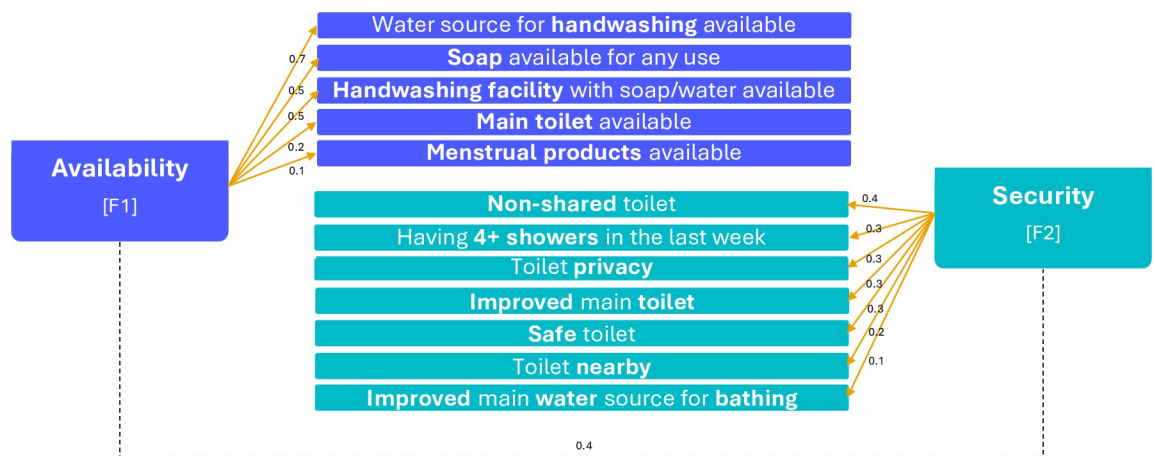 Water source for handwashing available
Soap available for any use
Handwashing facility with soap/water available
Main toilet available
Menstrual products available
0.7
0.5
0.5
0.2
0.1
Availability
[F1]
Non-shared toilet
Having 4+ showers in the last week
Toilet privacy
Improved main toilet
Safe toilet
Toilet nearby
Improved main water source for bathing
0.4
0.3
0.3
0.3
0.3
0.2
0.1
Security
[F2]
0.4